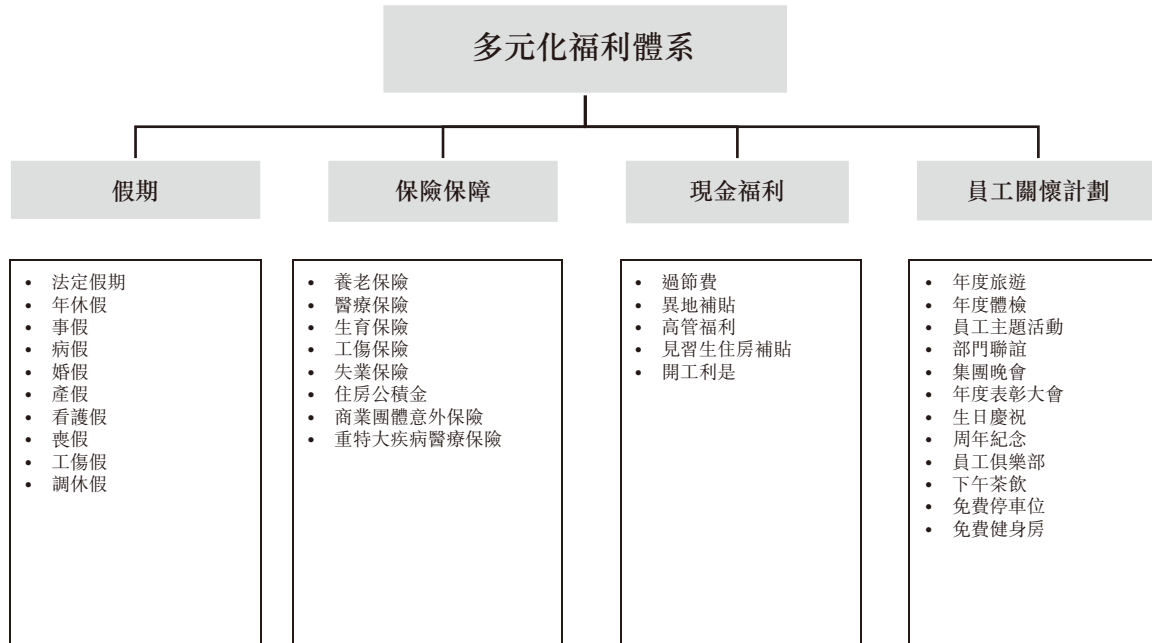 多元化福利體系
假期
保險保障
現金福利
員工關懷計劃
• 法定假期
• 年休假
• 事假
• 病假
• 婚假
• 產假
• 看護假
• 喪假
• 工傷假
• 調休假
• 養老保險
• 醫療保險
• 生育保險
• 工傷保險
• 失業保險
• 住房公積金
• 商業團體意外保險
• 重特大疾病醫療保險
• 過節費
• 異地補貼
• 高管福利
• 見習生住房補貼
• 開工利是
• 年度旅遊
• 年度體檢
• 員工主題活動
• 部門聯誼
• 集團晚會
• 年度表彰大會
• 生日慶祝
• 周年紀念
• 員工俱樂部
• 下午茶飲
• 免費停車位
• 免費健身房